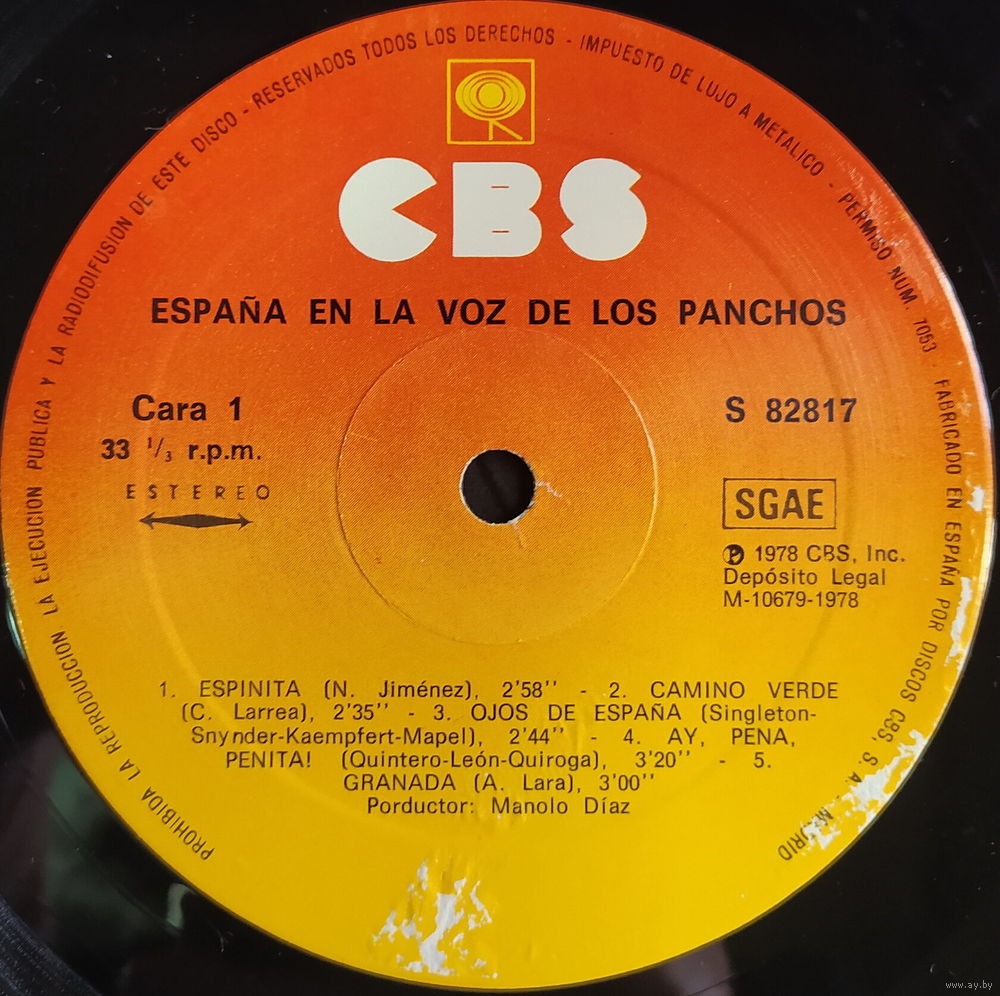 PROHIBIDA LA REPRODUCCION, LA EJECUCION PUBLICA Y LA RADIODIFUSION DE ESTE DISCO - RESERVADOS TODOS LOS DERECHOS - IMPUESTO DE LUJO A METALICO - PERMISO NUM. 7053 FABRICADO EN ESPAÑA POR DISCOS CBS, S. A.
CBS
ESPAÑA EN LA VOZ DE LOS PANCHOS
Cara 1
33 1/3 r.p.m.
ESTEREO
S 82817
SGAE
Ⓟ 1978 CBS, Inc.
Depósito Legal
M-10679-1978
1. ESPINITA (N. Jiménez), 2'58'' - 2. CAMINO VERDE
(C. Larrea), 2'35'' - 3. OJOS DE ESPAÑA (Singleton-
Snynder-Kaempfert-Mapel), 2'44'' - 4. AY, PENA,
PENITA! (Quintero-León-Quiroga), 3'20'' - 5.
GRANADA (A. Lara), 3'00''
Porductor: Manolo Díaz
www.ay.by